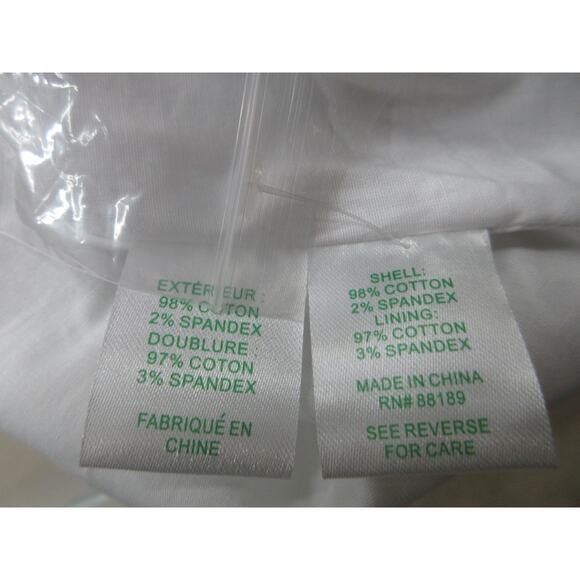 EXTÉRIEUR :
98% COTON
2% SPANDEX
DOUBLURE :
97% COTON
3% SPANDEX
FABRIQUÉ EN
CHINE
SHELL:
98% COTTON
2% SPANDEX
LINING:
97% COTTON
3% SPANDEX
MADE IN CHINA
RN# 88189
SEE REVERSE
FOR CARE